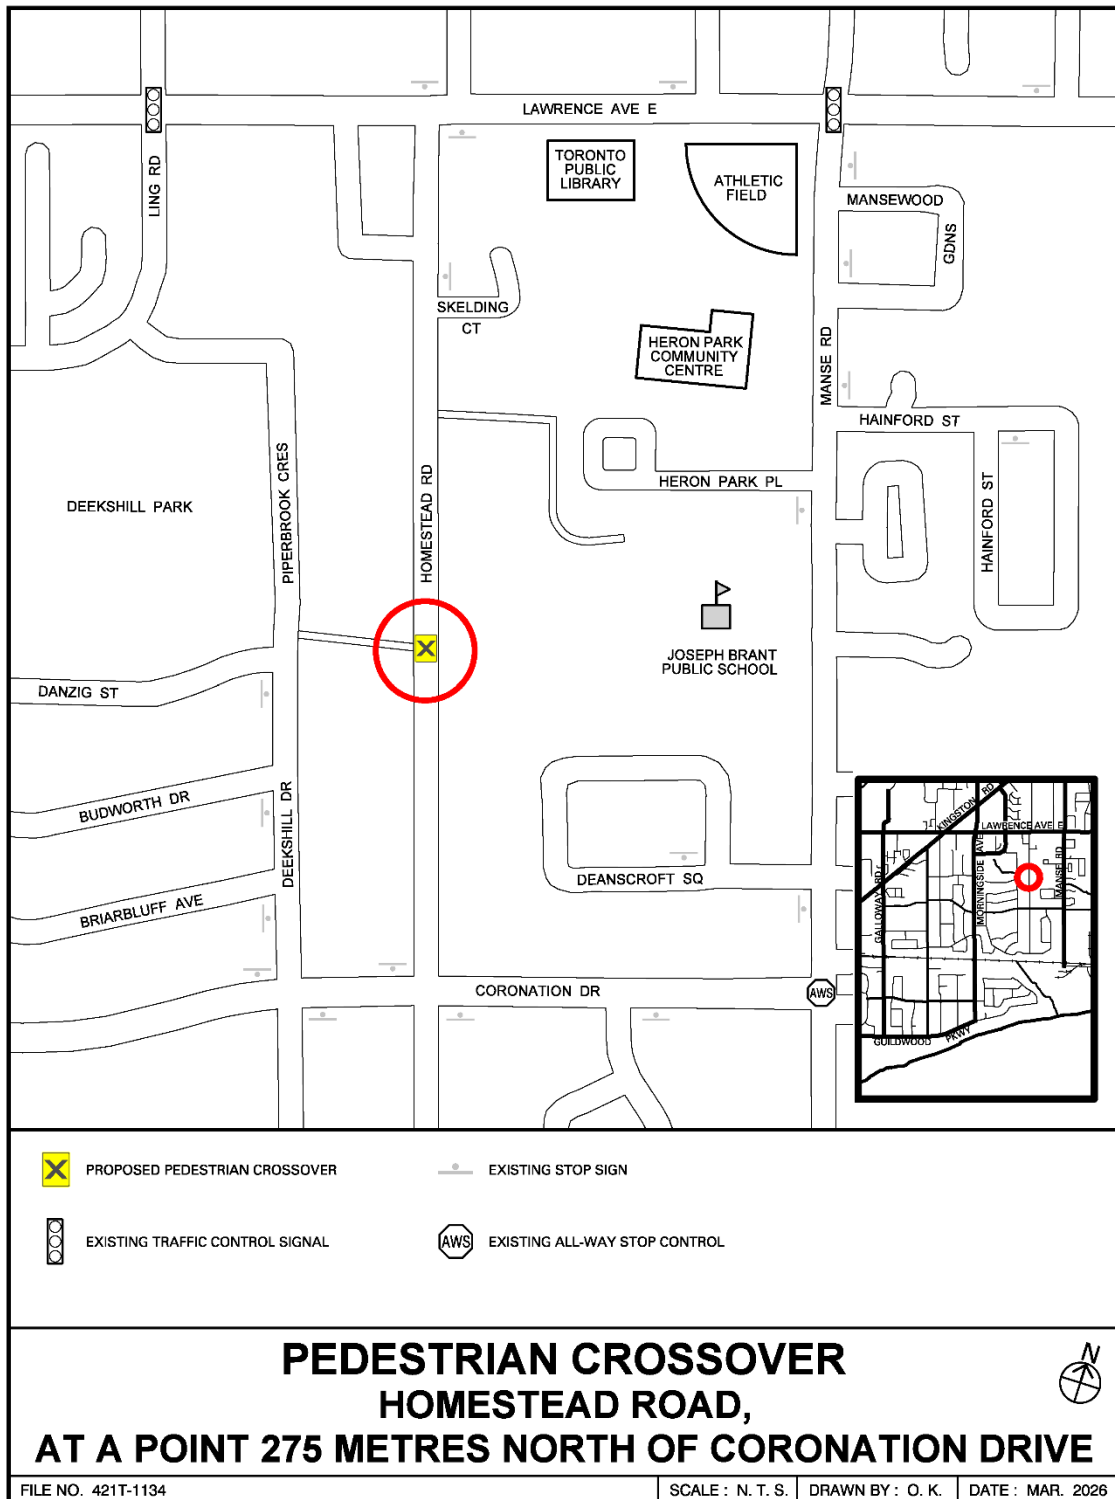 LAWRENCE AVE E
LING RD
TORONTO
PUBLIC
LIBRARY
ATHLETIC
FIELD
MANSEWOOD
GDNS
SKELDING
CT
HERON PARK
COMMUNITY
CENTRE
MANSE RD
HAINFORD ST
HERON PARK PL
HOMESTEAD RD
PIPERBROOK CRES
DEEKSHILL PARK
HAINFORD ST
JOSEPH BRANT
PUBLIC SCHOOL
DANZIG ST
BUDWORTH DR
DEEKSHILL DR
BRIARBLUFF AVE
DEANSCROFT SQ
CORONATION DR
AWS
KINGSTON RD
LAWRENCE AVE E
MORNINGSIDE AVE
MANSE RD
GALLOWAY RD
GUILDWOOD PKWY
X PROPOSED PEDESTRIAN CROSSOVER
EXISTING STOP SIGN
EXISTING TRAFFIC CONTROL SIGNAL
AWS EXISTING ALL-WAY STOP CONTROL
PEDESTRIAN CROSSOVER
HOMESTEAD ROAD,
AT A POINT 275 METRES NORTH OF CORONATION DRIVE
N
FILE NO. 421T-1134
SCALE : N. T. S.
DRAWN BY : O. K.
DATE : MAR. 2026